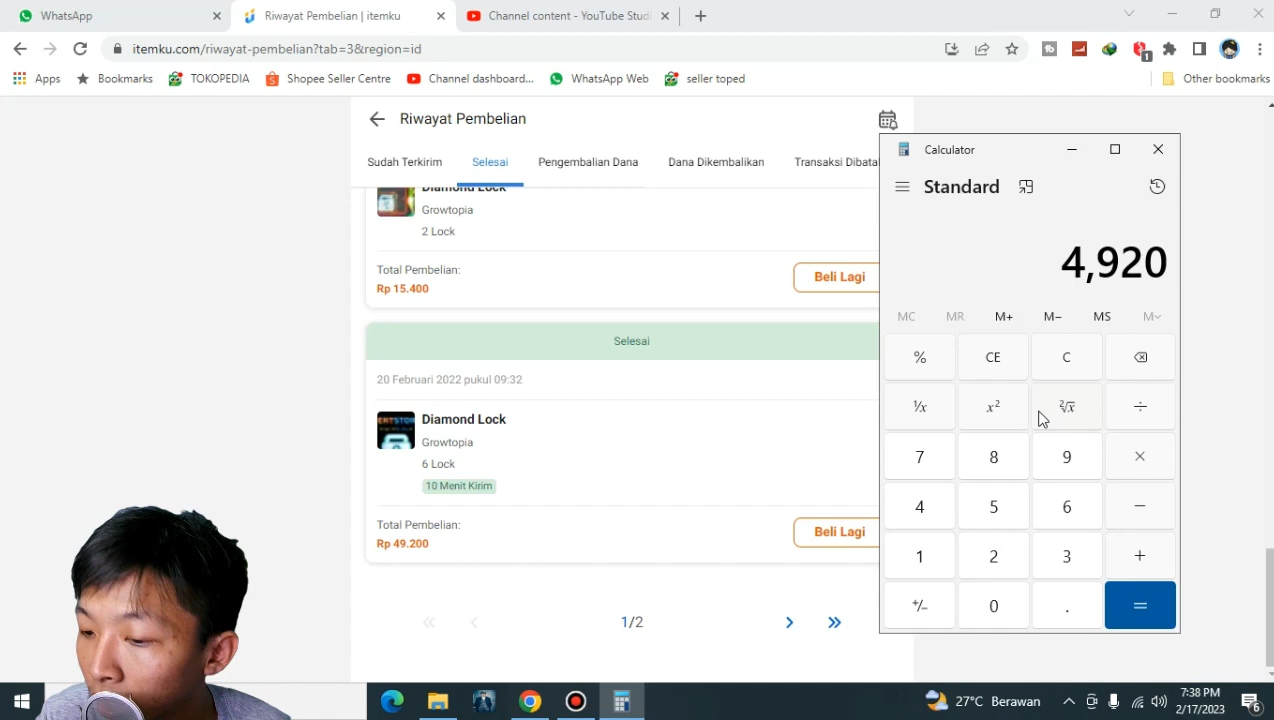 WhatsApp
Riwayat Pembelian | itemku
Channel content - YouTube Studi
itemku.com/riwayat-pembelian?tab=3&region=id
1
Apps
Bookmarks
TOKOPEDIA
Shopee Seller Centre
Channel dashboard...
WhatsApp Web
seller toped
Other bookmarks
Riwayat Pembelian
Sudah Terkirim
Selesai
Pengembalian Dana
Dana Dikembalikan
Transaksi Dibata
Diamond Lock
Growtopia
2 Lock
Total Pembelian:
Rp 15.400
Beli Lagi
Selesai
20 Februari 2022 pukul 09:32
Diamond Lock
Growtopia
6 Lock
10 Menit Kirim
Total Pembelian:
Rp 49.200
Beli Lagi
1/2
Calculator
Standard
4,920
MC MR M+ M− MS M
% CE C
1/x x² ²√x ÷
7 8 9 ×
4 5 6 −
1 2 3 +
+/− 0 . =
27°C Berawan
7:38 PM
2/17/2023
6